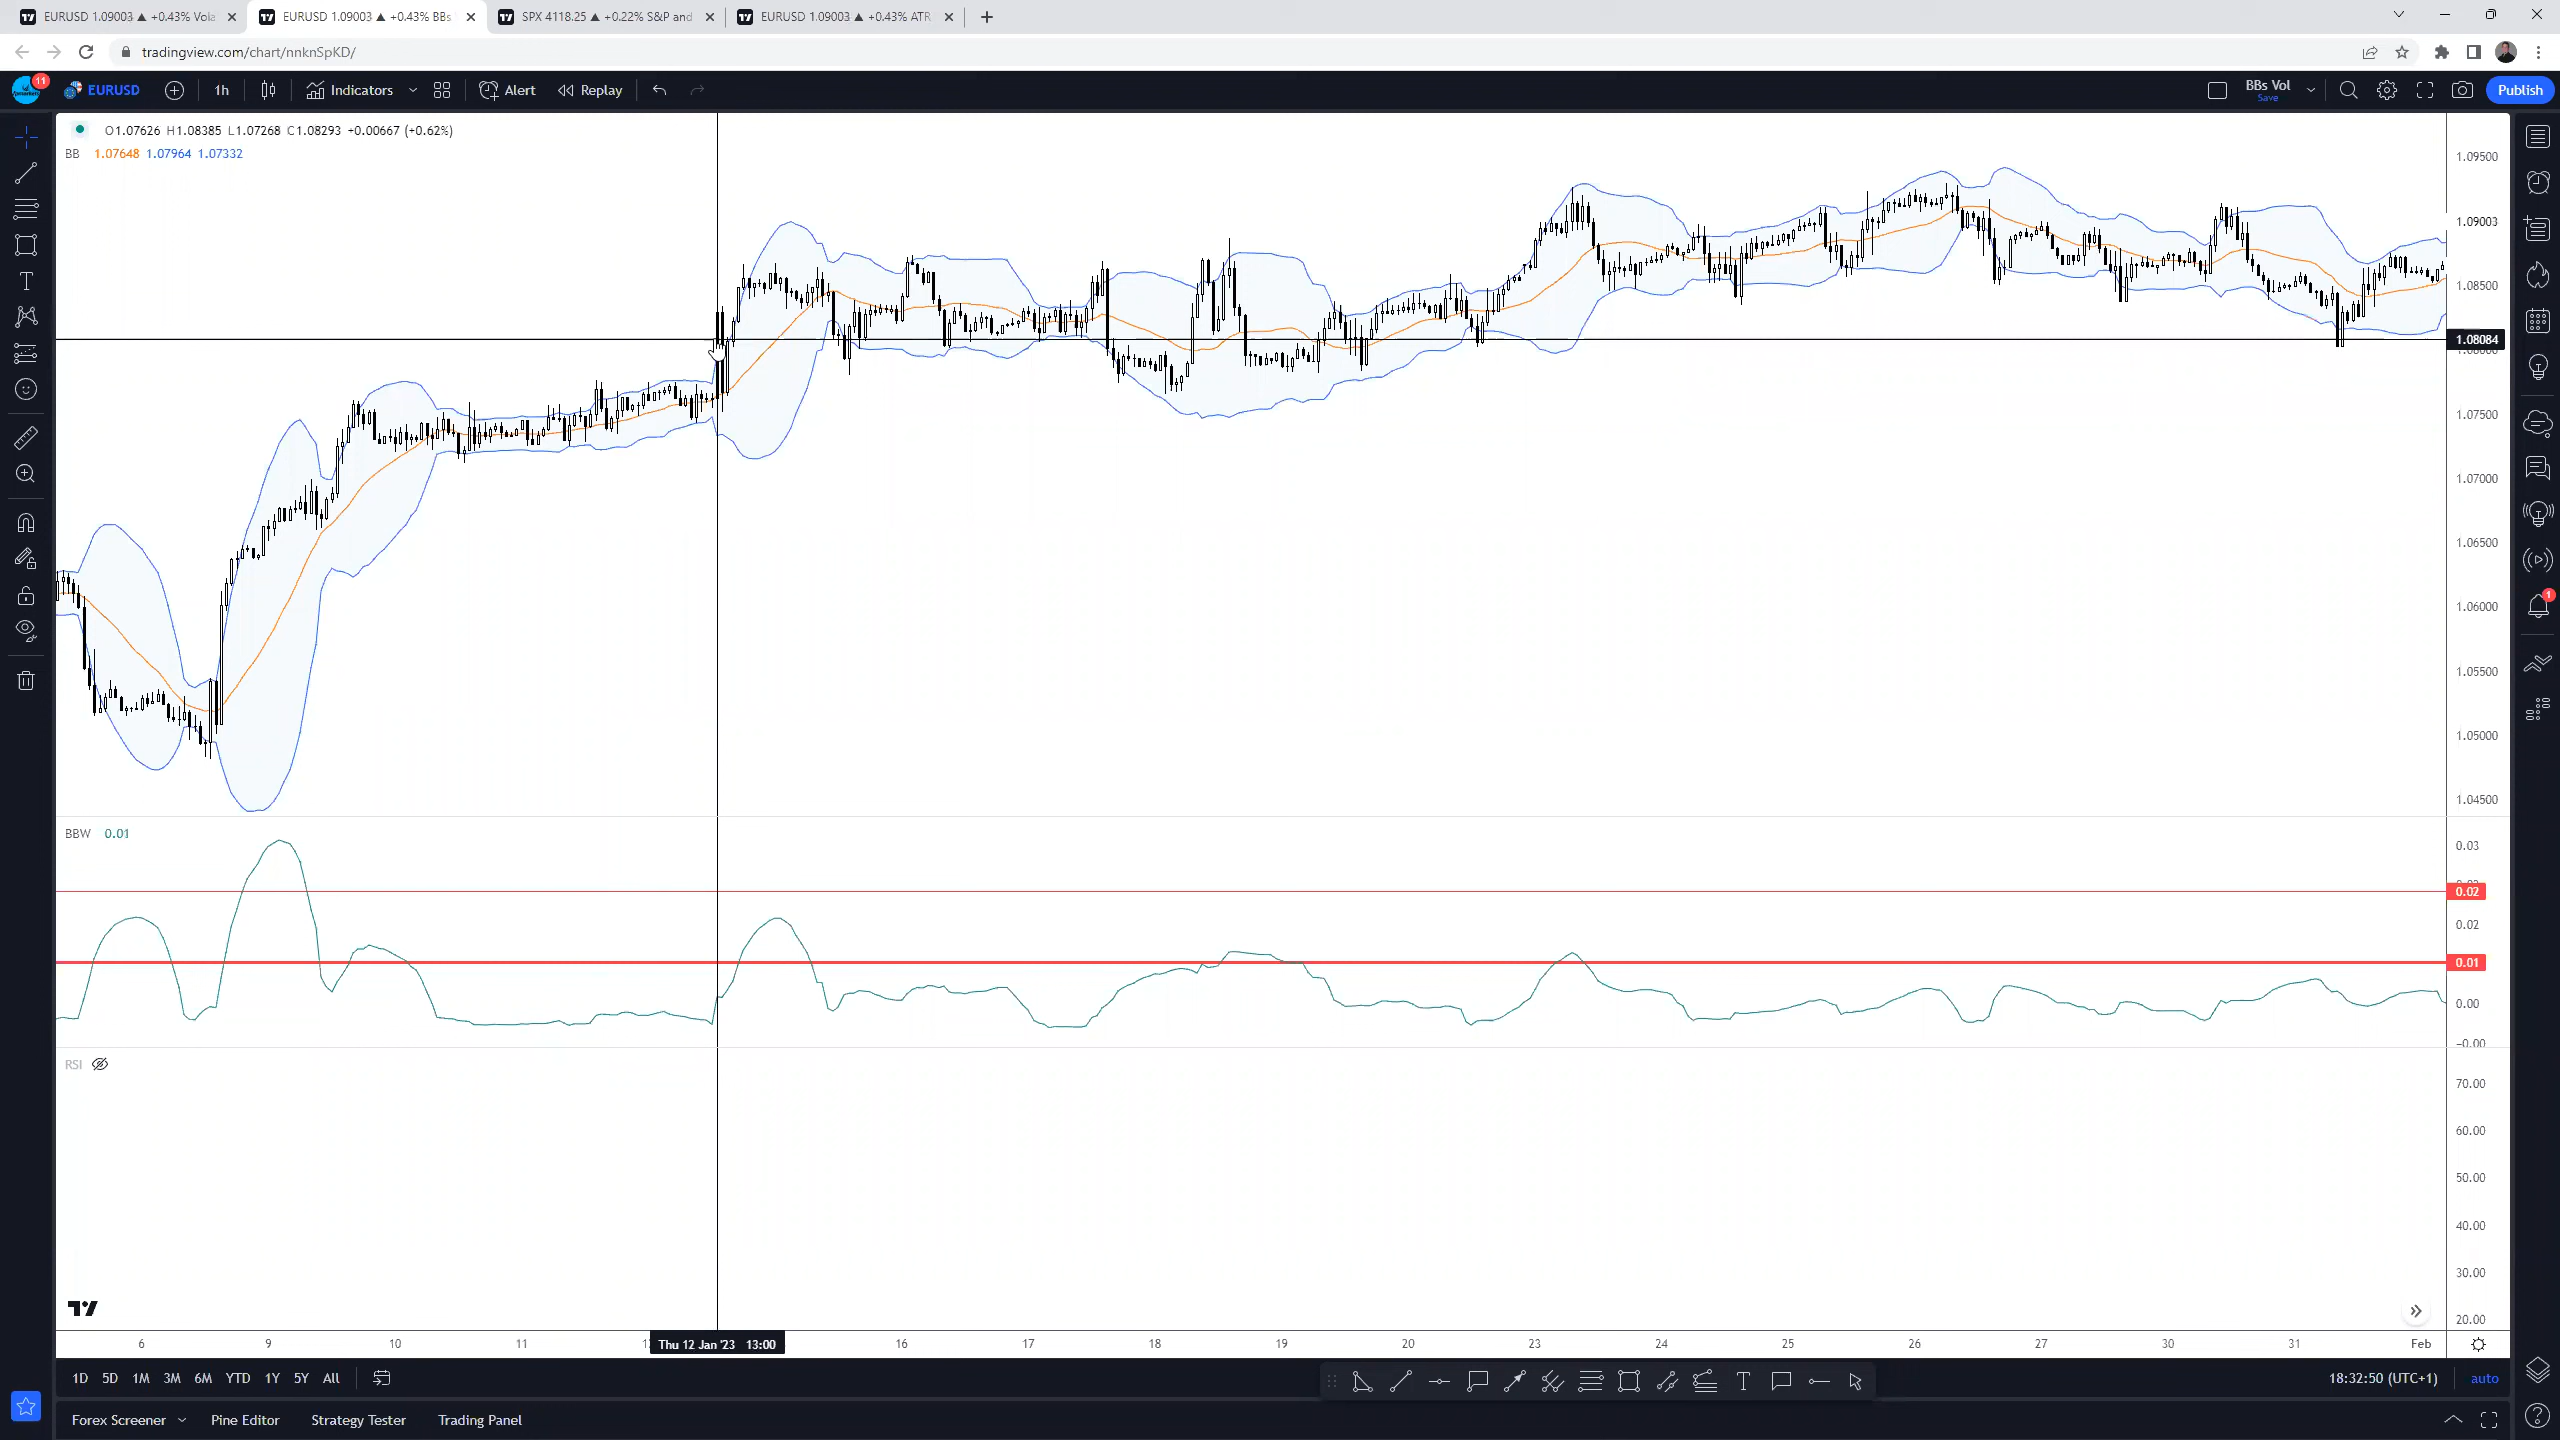 EURUSD 1.09003 ▲ +0.43% Vola
EURUSD 1.09003 ▲ +0.43% BBs
SPX 4118.25 ▲ +0.22% S&P and
EURUSD 1.09003 ▲ +0.43% ATR
tradingview.com/chart/nnknSpKD/
11
EURUSD
1h
Indicators
Alert
Replay
BBs Vol
Save
Publish
O1.07626 H1.08385 L1.07268 C1.08293 +0.00667 (+0.62%)
BB 1.07648 1.07964 1.07332
1.09500
1.09003
1.08500
1.08084
1.08000
1.07500
1.07000
1.06500
1.06000
1.05500
1.05000
1.04500
1
BBW 0.01
0.03
0.02
0.02
0.01
0.00
−0.00
RSI
70.00
60.00
50.00
40.00
30.00
20.00
6
9
10
11
Thu 12 Jan '23 13:00
16
17
18
19
20
23
24
25
26
27
30
31
Feb
1D 5D 1M 3M 6M YTD 1Y 5Y All
18:32:50 (UTC+1)
auto
Forex Screener
Pine Editor
Strategy Tester
Trading Panel